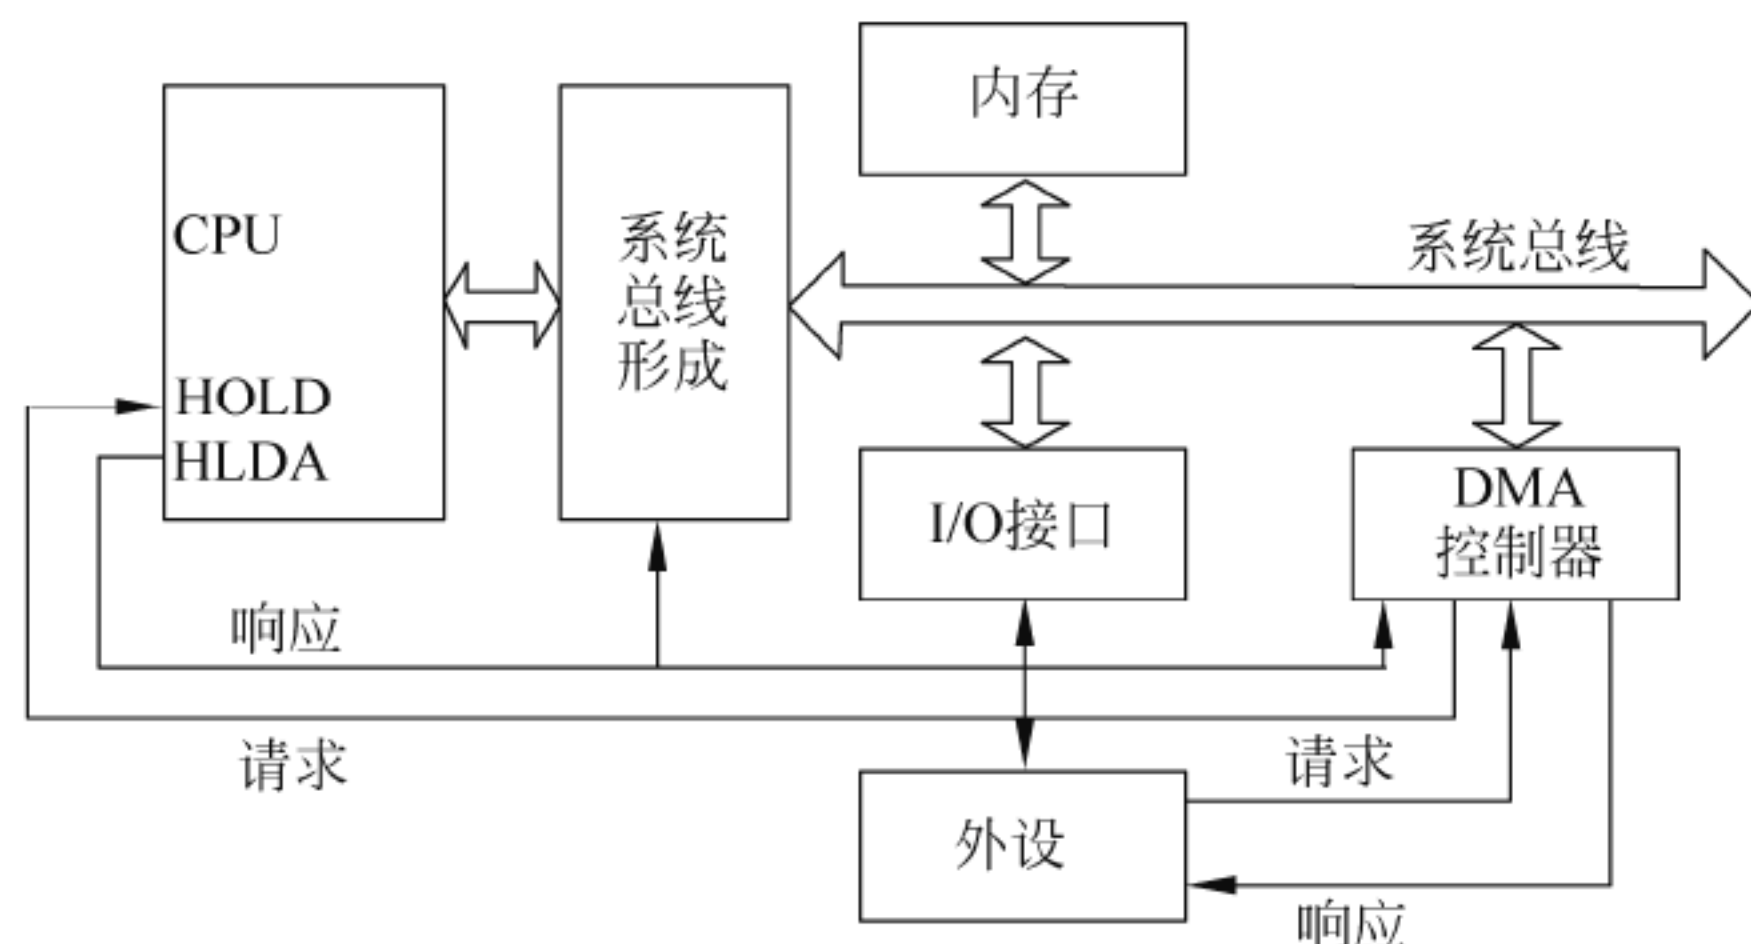 内存
CPU
系统
总线
形成
系统总线
HOLD
HLDA
I/O接口
DMA
控制器
响应
请求
请求
外设
响应